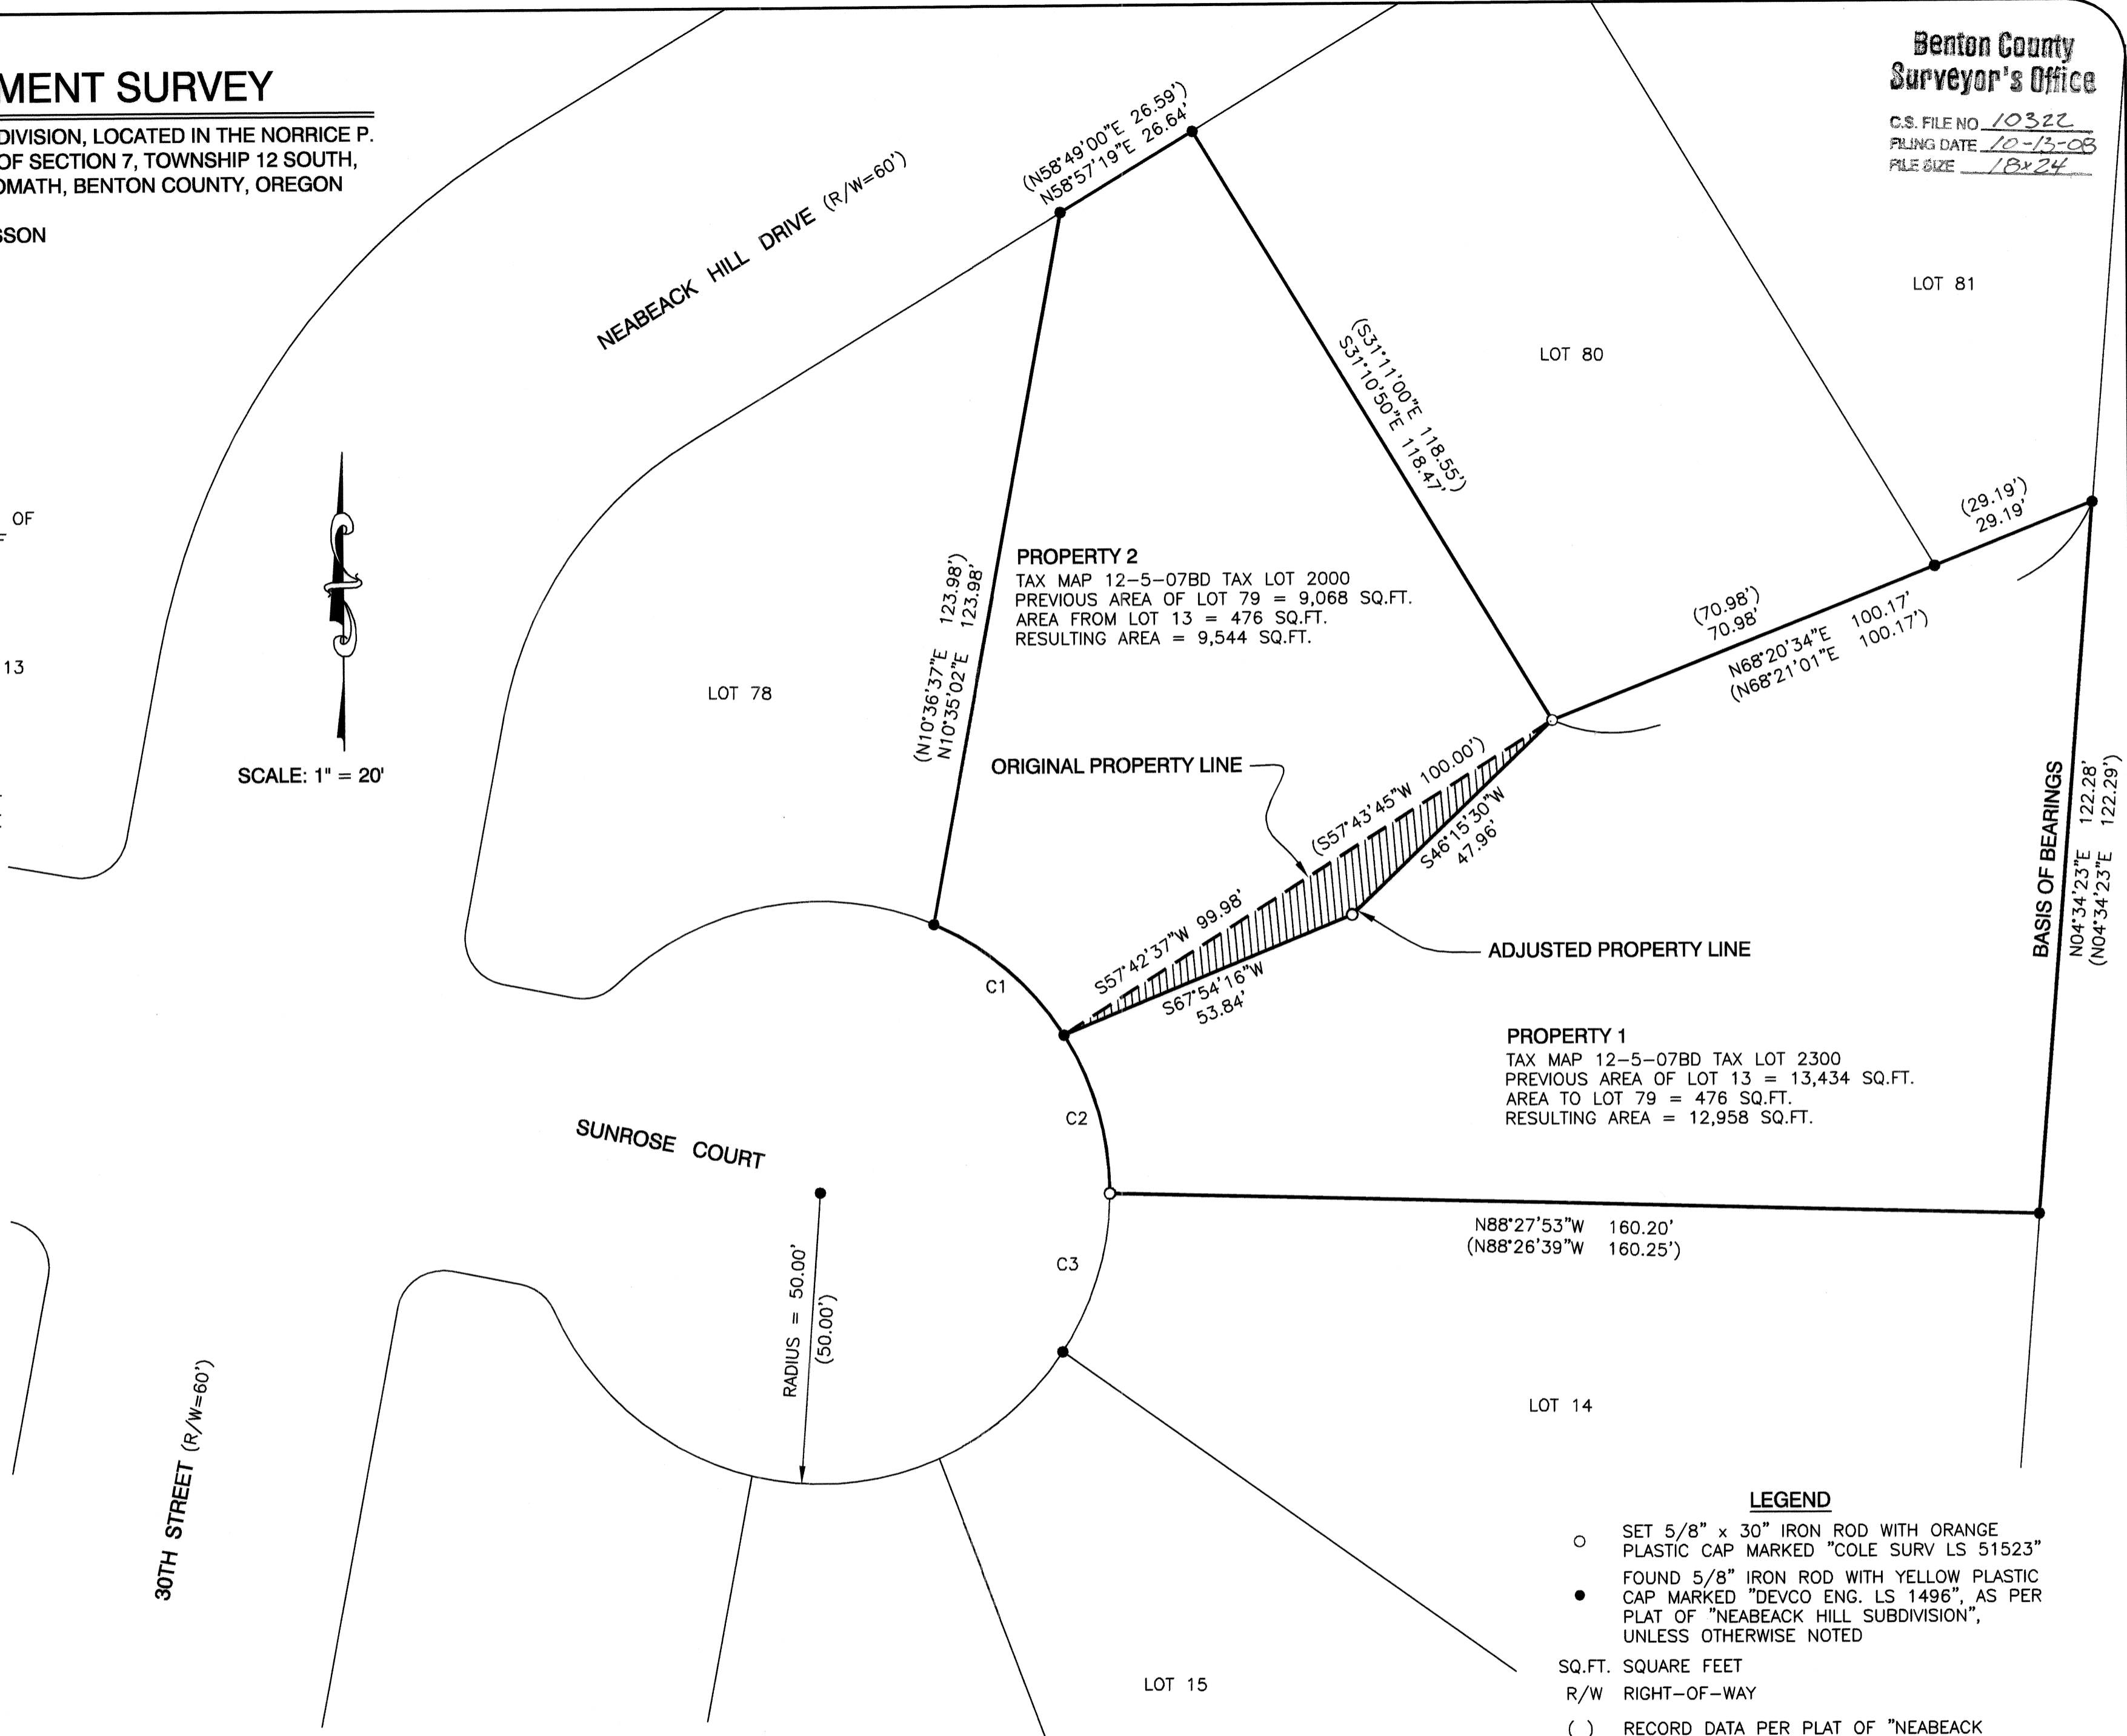 MENT SURVEY
DIVISION, LOCATED IN THE NORRICE P.
OF SECTION 7, TOWNSHIP 12 SOUTH,
OMATH, BENTON COUNTY, OREGON
SSON
Benton County
Surveyor's Office
C.S. FILE NO 10322
FILING DATE 10-13-08
FILE SIZE 18x24
(N58°49'00"E 26.59')
N58°57'19"E 26.64'
NEABEACK HILL DRIVE (R/W=60')
LOT 81
LOT 80
(S31°11'00"E 118.55')
S31°10'50"E 118.47'
OF
13
SCALE: 1" = 20'
(29.19')
29.19'
PROPERTY 2
TAX MAP 12-5-07BD TAX LOT 2000
PREVIOUS AREA OF LOT 79 = 9,068 SQ.FT.
AREA FROM LOT 13 = 476 SQ.FT.
RESULTING AREA = 9,544 SQ.FT.
(N10°36'37"E 123.98')
N10°35'02"E 123.98'
LOT 78
(70.98')
70.98'
N68°20'34"E 100.17'
(N68°21'01"E 100.17')
ORIGINAL PROPERTY LINE
(S57°43'45"W 100.00')
S57°42'37"W 99.98'
S46°15'30"W
47.96'
S67°54'16"W
53.84'
ADJUSTED PROPERTY LINE
BASIS OF BEARINGS
N04°34'23"E 122.28'
(N04°34'23"E 122.29')
C1
C2
C3
PROPERTY 1
TAX MAP 12-5-07BD TAX LOT 2300
PREVIOUS AREA OF LOT 13 = 13,434 SQ.FT.
AREA TO LOT 79 = 476 SQ.FT.
RESULTING AREA = 12,958 SQ.FT.
SUNROSE COURT
RADIUS = 50.00'
(50.00')
N88°27'53"W 160.20'
(N88°26'39"W 160.25')
30TH STREET (R/W=60')
LOT 14
LOT 15
LEGEND
SET 5/8" x 30" IRON ROD WITH ORANGE
PLASTIC CAP MARKED "COLE SURV LS 51523"
FOUND 5/8" IRON ROD WITH YELLOW PLASTIC
CAP MARKED "DEVCO ENG. LS 1496", AS PER
PLAT OF "NEABEACK HILL SUBDIVISION",
UNLESS OTHERWISE NOTED
SQ.FT. SQUARE FEET
R/W RIGHT-OF-WAY
( ) RECORD DATA PER PLAT OF "NEABEACK